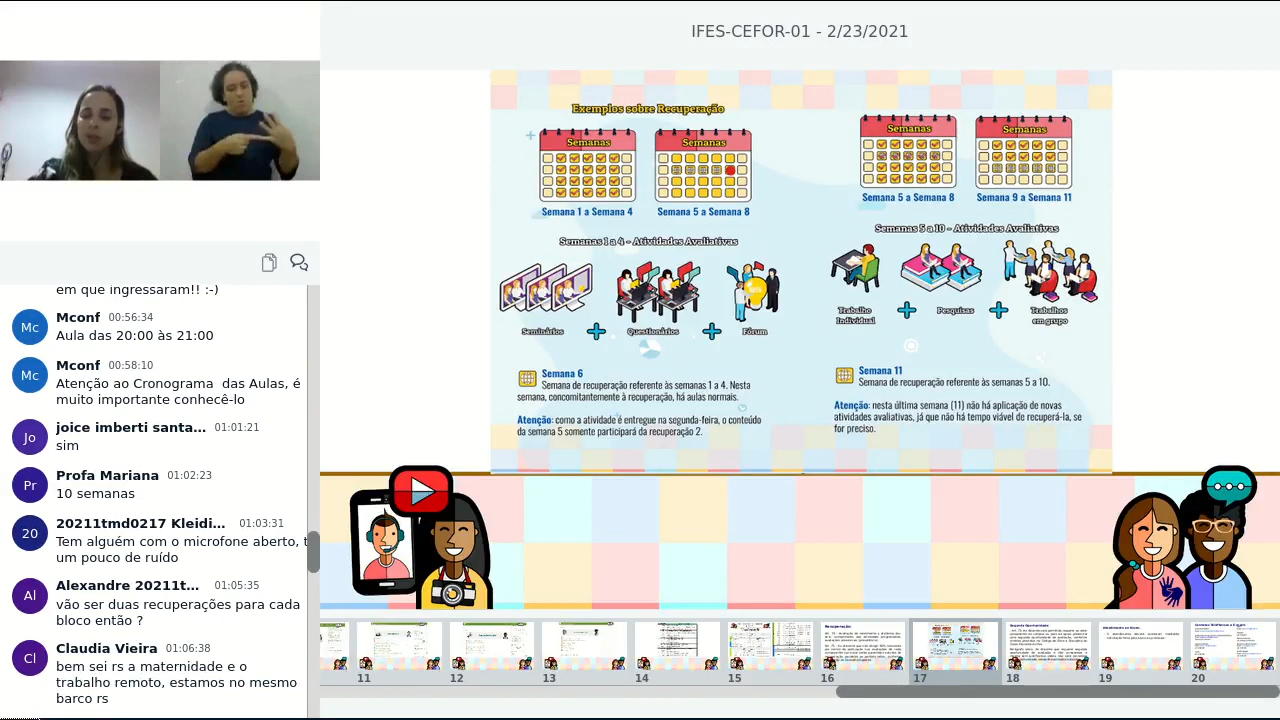 IFES-CEFOR-01 - 2/23/2021
em que ingressaram!! :-)
Mc
Mconf 00:56:34
Aula das 20:00 às 21:00
Mc
Mconf 00:58:10
Atenção ao Cronograma das Aulas, é
muito importante conhecê-lo
Jo
joice imberti santa... 01:01:21
sim
Pr
Profa Mariana 01:02:23
10 semanas
20
20211tmd0217 Kleidi... 01:03:31
Tem alguém com o microfone aberto, t
um pouco de ruído
Al
Alexandre 20211t... 01:05:35
vão ser duas recuperações para cada
bloco então ?
Cl
Claudia Vieira 01:06:38
bem sei rs a maternidade e o
trabalho remoto, estamos no mesmo
barco rs
Exemplos sobre Recuperação
Semanas
Semanas
Semana 1 a Semana 4
Semana 5 a Semana 8
Semanas 1 a 4 - Atividades Avaliativas
Seminários
Questionários
Fórum
Semana 6
Semana de recuperação referente às semanas 1 a 4. Nesta
semana, concomitântemente à recuperação, há aulas normais.
Atenção: como a atividade é entregue na segunda-feira, o conteúdo
da semana 5 somente participará da recuperação 2.
Semanas
Semanas
Semana 5 a Semana 8
Semana 9 a Semana 11
Semanas 5 a 10 - Atividades Avaliativas
Trabalho
Individual
Pesquisas
Trabalhos
em grupo
Semana 11
Semana de recuperação referente às semanas 5 a 10.
Atenção: nesta última semana (11) não há aplicação de novas
atividades avaliativas, já que não há tempo viável de recuperá-la, se
for preciso.
Recuperação
11
12
13
14
15
16
17
18
19
20